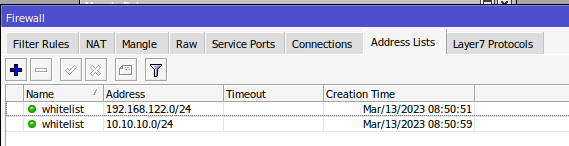 Firewall
Filter Rules NAT Mangle Raw Service Ports Connections Address Lists Layer7 Protocols
Name Address Timeout Creation Time
whitelist 192.168.122.0/24 Mar/13/2023 08:50:51
whitelist 10.10.10.0/24 Mar/13/2023 08:50:59